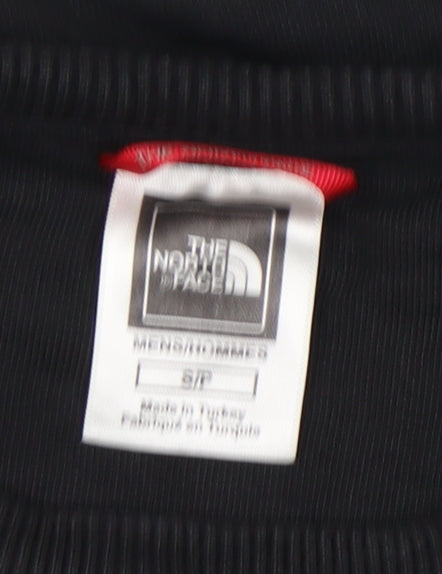 THE
NORTH
FACE
MENS/HOMMES
S/P
Made in Turkey
Fabriqué en Turquie